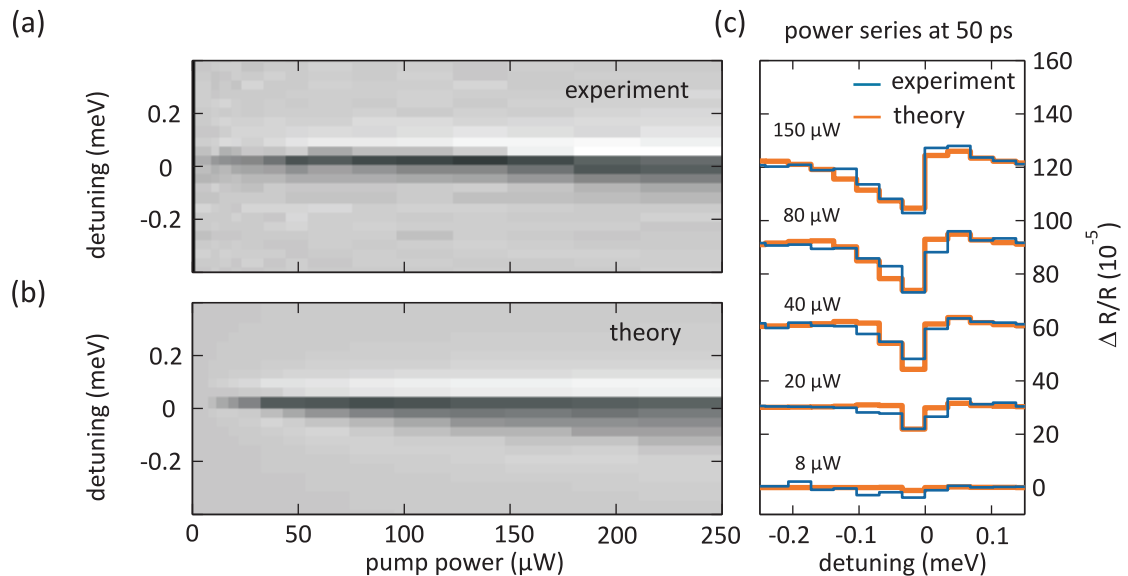 (a)
experiment
detuning (meV)
0.2
0
-0.2
(b)
theory
detuning (meV)
0.2
0
-0.2
0
50
100
150
200
250
pump power (μW)
(c)
power series at 50 ps
experiment
theory
150 μW
80 μW
40 μW
20 μW
8 μW
160
140
120
100
80
60
40
20
0
Δ R/R (10⁻⁵)
-0.2
-0.1
0
0.1
detuning (meV)